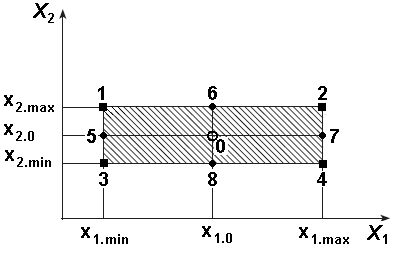 X2
1 6 2
x2.max
x2.0 5 0 7
x2.min
3 8 4
x1.min x1.0 x1.max X1